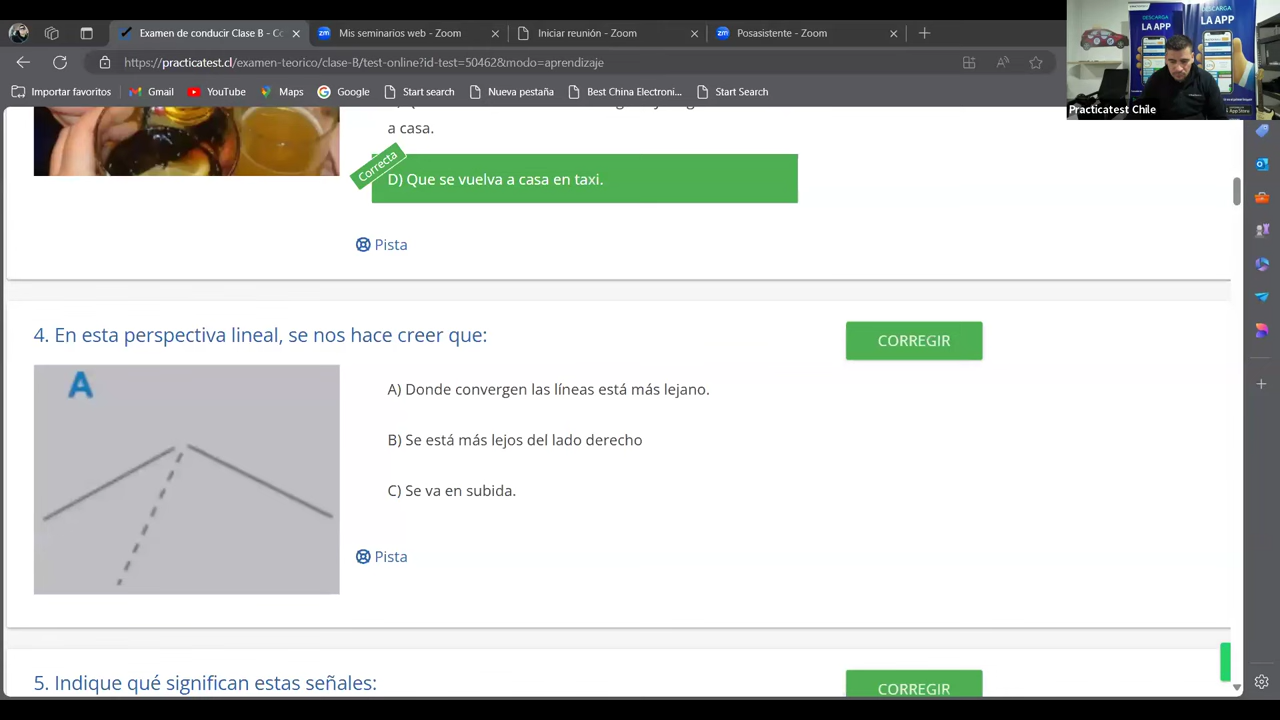 Examen de conducir Clase B - Co
Mis seminarios web - Zoom
Iniciar reunión - Zoom
Posasistente - Zoom
https://practicatest.cl/examen-teorico/clase-B/test-online?id-test=50462&modo=aprendizaje
Importar favoritos
Gmail
YouTube
Maps
Google
Start search
Nueva pestaña
Best China Electroni...
Start Search
DESCARGA
LA APP
DESCARGA
LA APP
Practicatest Chile
a casa.
Correcta
D) Que se vuelva a casa en taxi.
Pista
4. En esta perspectiva lineal, se nos hace creer que:
CORREGIR
A
A) Donde convergen las líneas está más lejano.
B) Se está más lejos del lado derecho
C) Se va en subida.
Pista
5. Indique qué significan estas señales:
CORREGIR